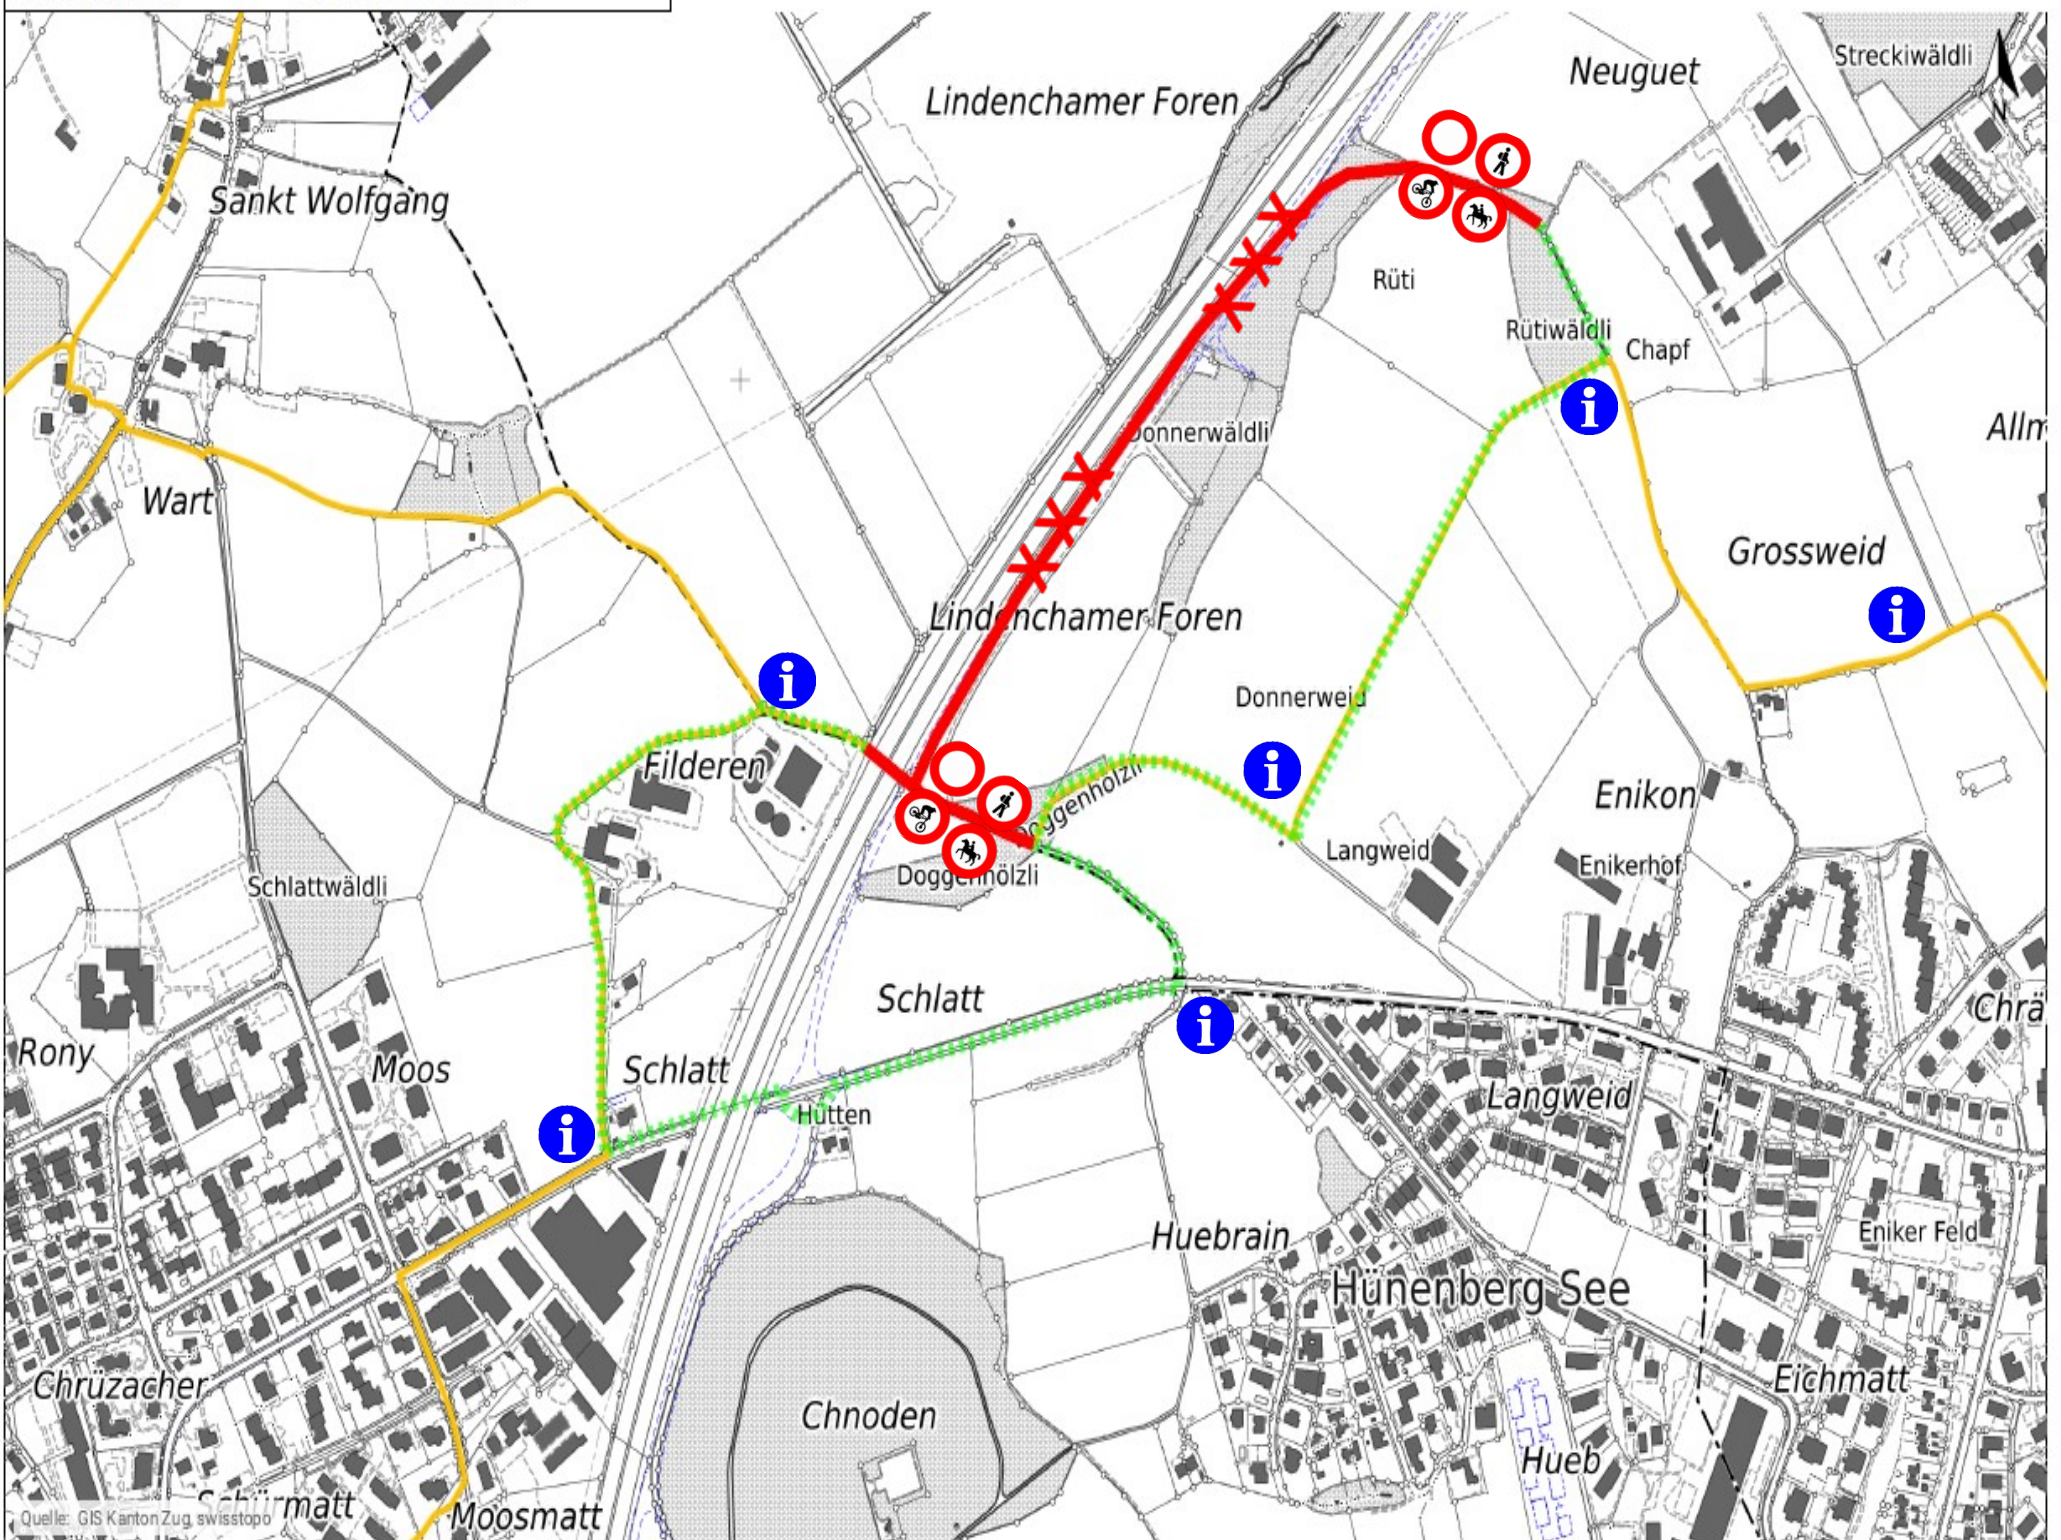 Streckiwäldli
Neuguet
Lindenchamer Foren
N
Sankt Wolfgang
Rüti
Rütiwäldli
Chapf
Donnerwäldli
Allm
Wart
Grossweid
Lindenchamer Foren
i
i
i
Donnerweid
Filderen
i
Enikon
Doggenhölzli
Langweid
Enikerhof
Doggenhölzli
Schlattwäldli
Schlatt
Chrä
i
Rony
Moos
Schlatt
Langweid
i
Hütten
Huebrain
Eniker Feld
Hünenberg See
Chrüzacher
Eichmatt
Chnoden
Hueb
Schürmatt
Moosmatt
Quelle: GIS Kanton Zug, swisstopo